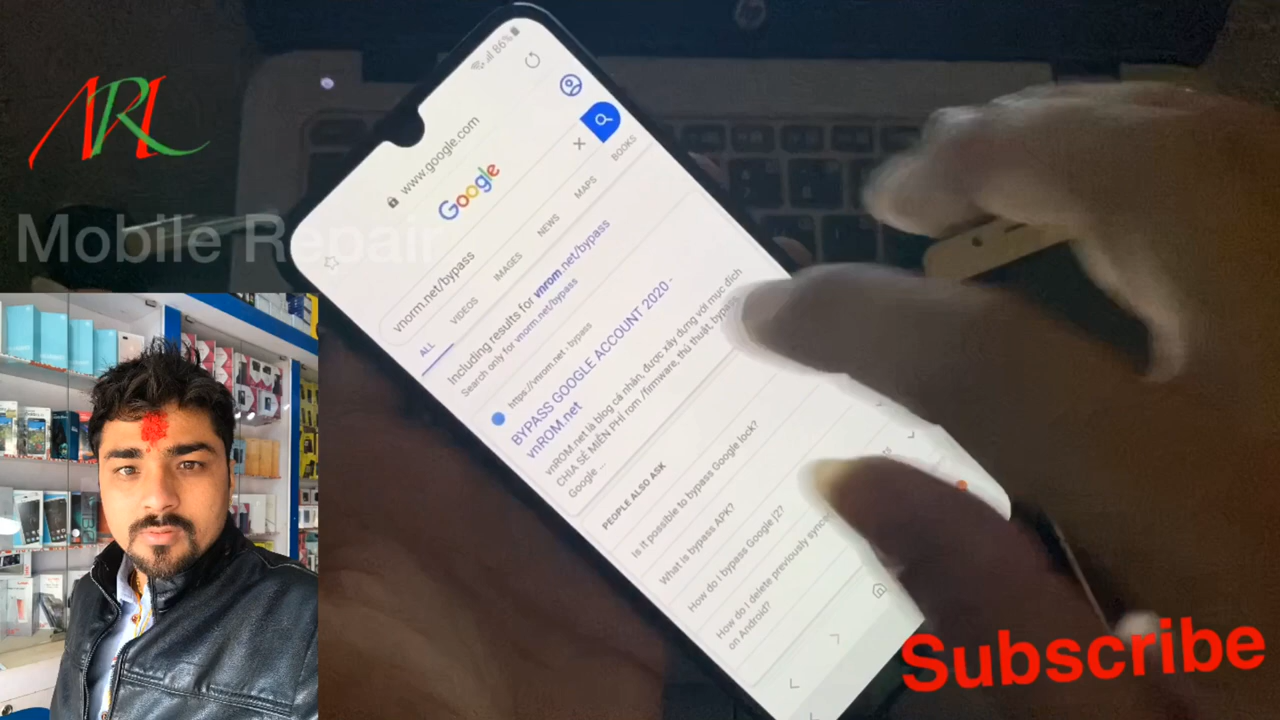 ARL
Mobile Repair
86%
www.google.com
Google
vnorm.net/bypass
ALL VIDEOS IMAGES NEWS MAPS BOOKS
Including results for vnrom.net/bypass
Search only for vnorm.net/bypass
https://vnrom.net › bypass
BYPASS GOOGLE ACCOUNT 2020 -
vnROM.net
vnROM.net là blog cá nhân, được xây dựng với mục đích
CHIA SẺ MIỄN PHÍ rom /firmware, thủ thuật, bypass
Google ...
PEOPLE ALSO ASK
Is it possible to bypass Google lock?
What is bypass APK?
How do I bypass Google j2?
How do I delete previously synced
on Android?
Subscribe